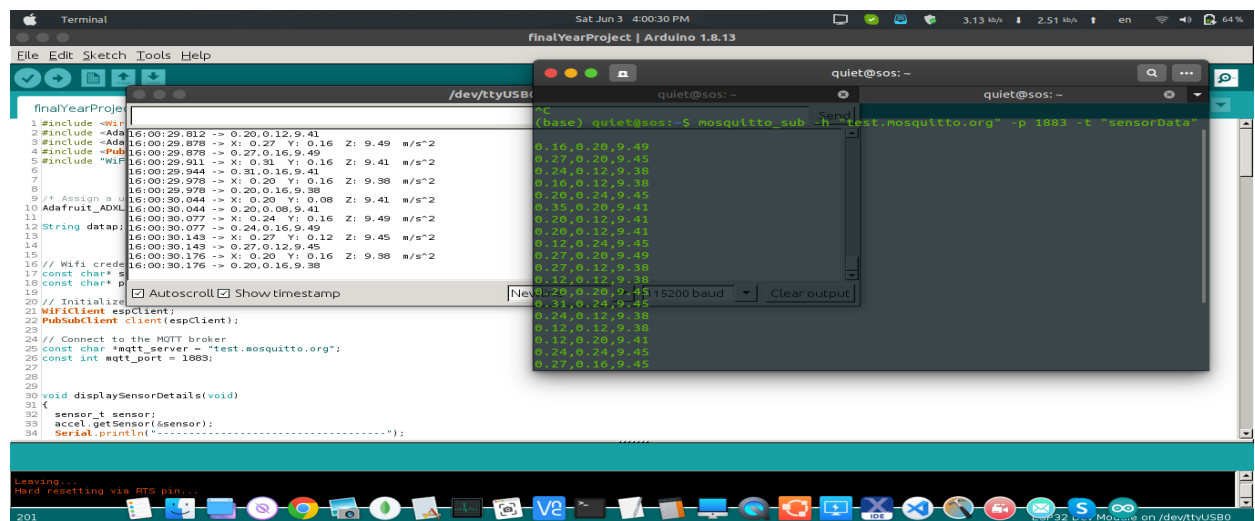 Terminal
Sat Jun 3 4:00:30 PM
3.13 kb/s
2.51 kb/s
en
64 %
finalYearProject | Arduino 1.8.13
File Edit Sketch Tools Help
/dev/ttyUSB0
Send
16:00:29.812 -> 0.20,0.12,9.41
16:00:29.878 -> X: 0.27 Y: 0.16 Z: 9.49 m/s^2
16:00:29.878 -> 0.27,0.16,9.49
16:00:29.911 -> X: 0.31 Y: 0.16 Z: 9.41 m/s^2
16:00:29.944 -> 0.31,0.16,9.41
16:00:29.978 -> X: 0.20 Y: 0.16 Z: 9.38 m/s^2
16:00:29.978 -> 0.20,0.16,9.38
16:00:30.044 -> X: 0.20 Y: 0.08 Z: 9.41 m/s^2
16:00:30.044 -> 0.20,0.08,9.41
16:00:30.077 -> X: 0.24 Y: 0.16 Z: 9.49 m/s^2
16:00:30.077 -> 0.24,0.16,9.49
16:00:30.143 -> X: 0.27 Y: 0.12 Z: 9.45 m/s^2
16:00:30.143 -> 0.27,0.12,9.45
16:00:30.176 -> X: 0.20 Y: 0.16 Z: 9.38 m/s^2
16:00:30.176 -> 0.20,0.16,9.38
Autoscroll Show timestamp
115200 baud
Clear output
quiet@sos: ~
quiet@sos: ~
quiet@sos: ~
^C
(base) quiet@sos:~$ mosquitto_sub -h "test.mosquitto.org" -p 1883 -t "sensorData"
0.16,0.20,9.49
0.27,0.20,9.45
0.24,0.12,9.38
0.16,0.12,9.38
0.20,0.24,9.45
0.35,0.20,9.41
0.20,0.12,9.41
0.20,0.12,9.41
0.12,0.24,9.45
0.27,0.20,9.49
0.27,0.12,9.38
0.12,0.12,9.38
0.20,0.20,9.45
0.31,0.24,9.45
0.24,0.12,9.38
0.12,0.12,9.38
0.12,0.20,9.41
0.24,0.24,9.45
0.27,0.16,9.45
finalYearProje
1 #include <Wir
2 #include <Ada
3 #include <Ada
4 #include <Pub
5 #include "WiF
6
7
8
9 /* Assign a u
10 Adafruit_ADXL
11
12 String datap;
13
14
15
16 // Wifi crede
17 const char* s
18 const char* p
19
20 // Initialize
21 WiFiClient espClient;
22 PubSubClient client(espClient);
23
24 // Connect to the MQTT broker
25 const char *mqtt_server = "test.mosquitto.org";
26 const int mqtt_port = 1883;
27
28
29
30 void displaySensorDetails(void)
31 {
32 sensor_t sensor;
33 accel.getSensor(&sensor);
34 Serial.println("------------------------------------");
Leaving...
Hard resetting via RTS pin...
201
V2
IDE
S
on /dev/ttyUSB0